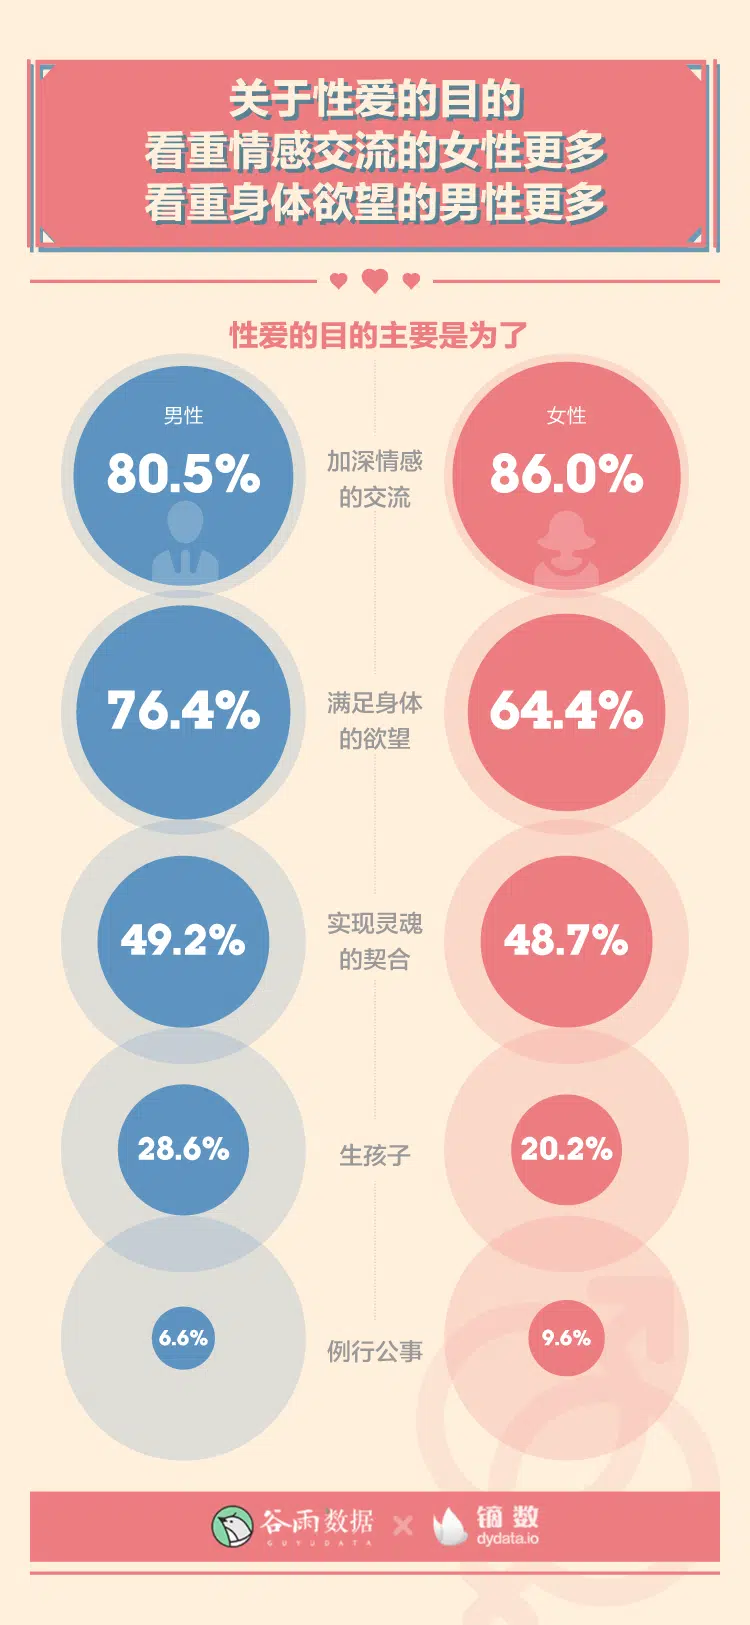 关于性爱的目的
看重情感交流的女性更多
看重身体欲望的男性更多
性爱的目的主要是为了
男性
80.5%
加深情感
的交流
女性
86.0%
76.4%
满足身体
的欲望
64.4%
49.2%
实现灵魂
的契合
48.7%
28.6%
生孩子
20.2%
6.6%
例行公事
9.6%
谷雨数据
GUYUDATA
×
镝数
dydata.io